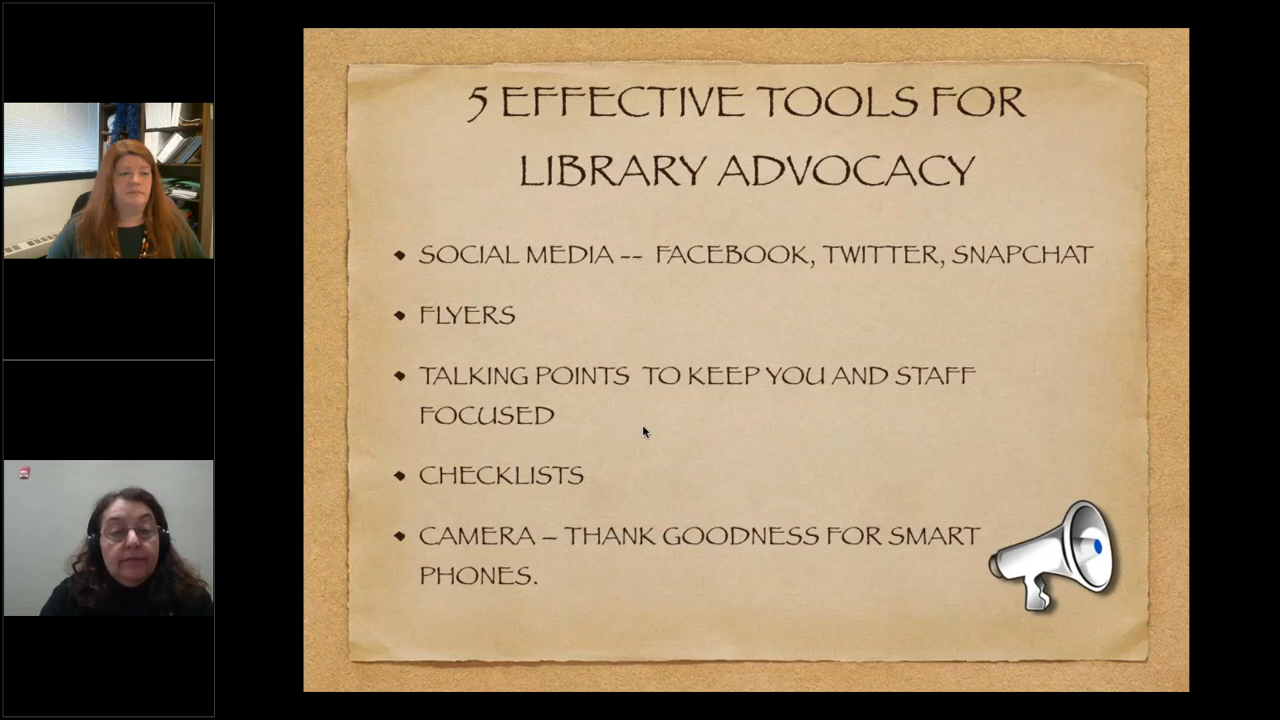 5 EFFECTIVE TOOLS FOR
LIBRARY ADVOCACY
• SOCIAL MEDIA -- FACEBOOK, TWITTER, SNAPCHAT
• FLYERS
• TALKING POINTS TO KEEP YOU AND STAFF
FOCUSED
• CHECKLISTS
• CAMERA – THANK GOODNESS FOR SMART
PHONES.